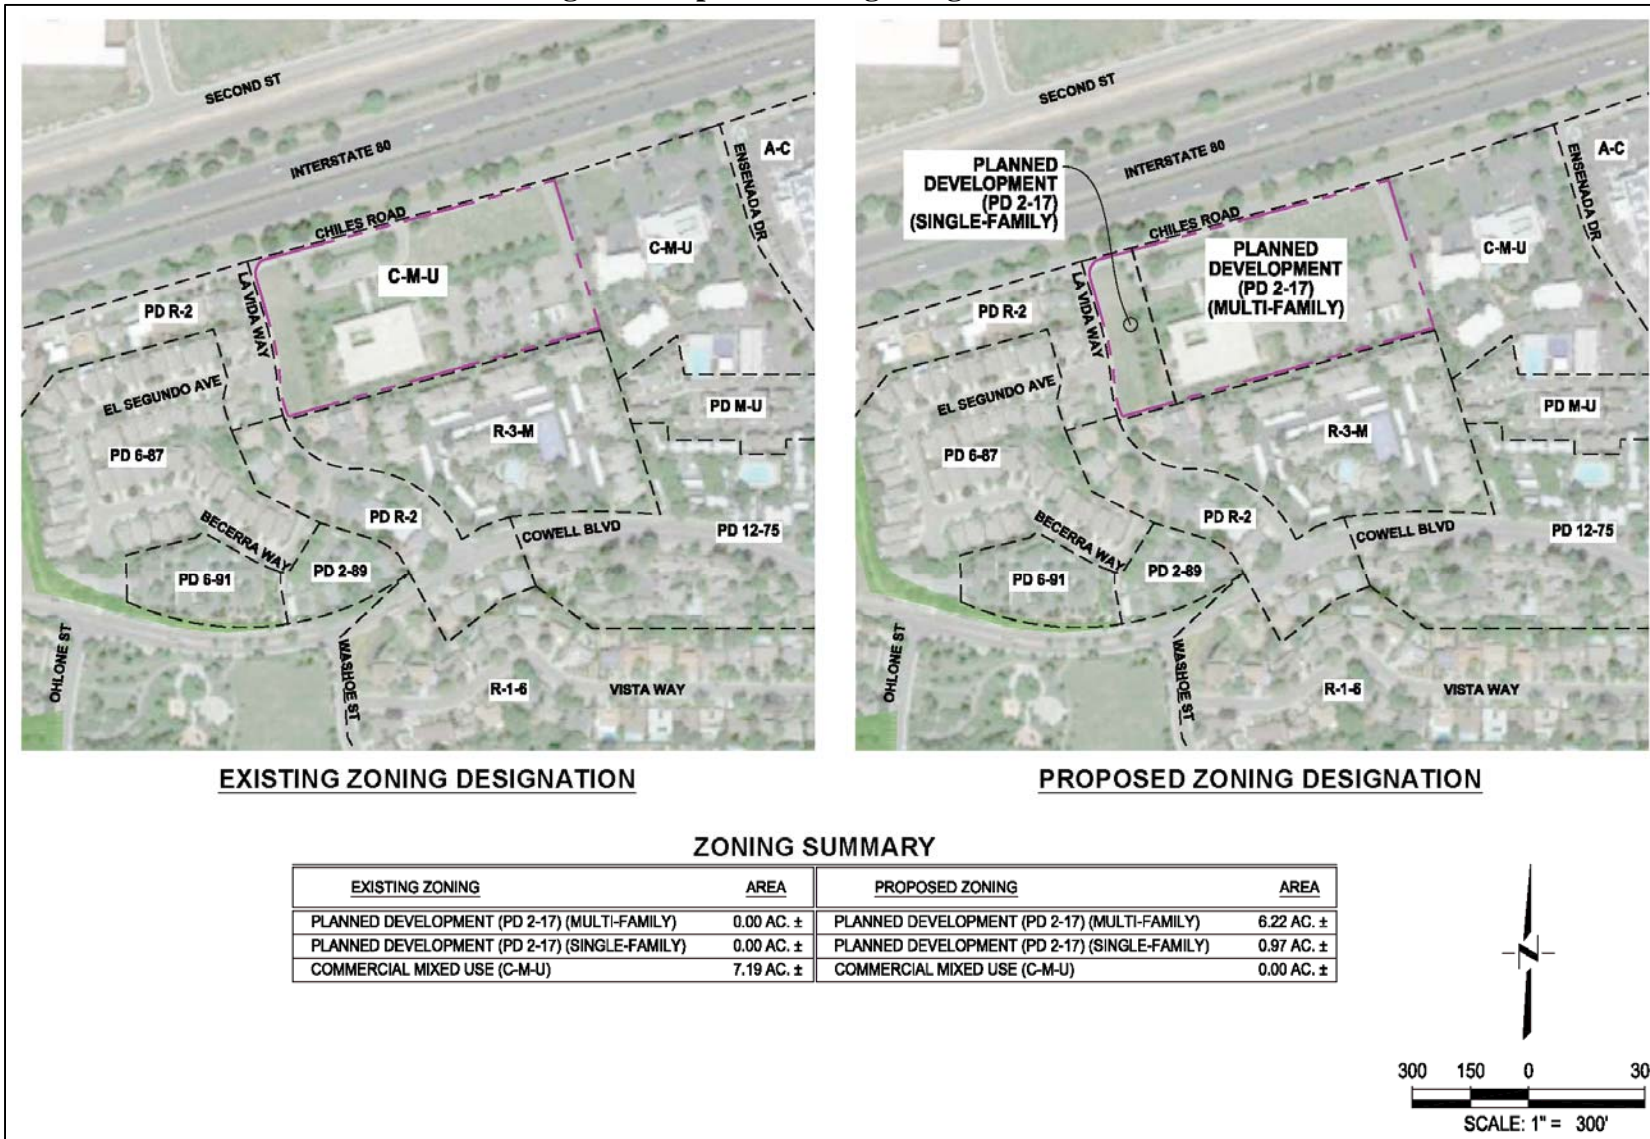 SECOND ST
INTERSTATE 80
CHILES ROAD
ENSENADA DR
A-C
C-M-U
C-M-U
LA VIDA WAY
PD R-2
EL SEGUNDO AVE
PD M-U
R-3-M
PD 6-87
PD R-2
BECERRA WAY
COWELL BLVD
PD 12-75
PD 6-91
PD 2-89
OHLONE ST
WASHOE ST
R-1-6
VISTA WAY
EXISTING ZONING DESIGNATION
SECOND ST
INTERSTATE 80
PLANNED
DEVELOPMENT
(PD 2-17)
(SINGLE-FAMILY)
CHILES ROAD
ENSENADA DR
A-C
C-M-U
PLANNED
DEVELOPMENT
(PD 2-17)
(MULTI-FAMILY)
LA VIDA WAY
PD R-2
EL SEGUNDO AVE
PD M-U
R-3-M
PD 6-87
PD R-2
BECERRA WAY
COWELL BLVD
PD 12-75
PD 6-91
PD 2-89
OHLONE ST
WASHOE ST
R-1-6
VISTA WAY
PROPOSED ZONING DESIGNATION
ZONING SUMMARY
EXISTING ZONING AREA PROPOSED ZONING AREA
PLANNED DEVELOPMENT (PD 2-17) (MULTI-FAMILY) 0.00 AC. ± PLANNED DEVELOPMENT (PD 2-17) (MULTI-FAMILY) 6.22 AC. ±
PLANNED DEVELOPMENT (PD 2-17) (SINGLE-FAMILY) 0.00 AC. ± PLANNED DEVELOPMENT (PD 2-17) (SINGLE-FAMILY) 0.97 AC. ±
COMMERCIAL MIXED USE (C-M-U) 7.19 AC. ± COMMERCIAL MIXED USE (C-M-U) 0.00 AC. ±
N
300 150 0 30
SCALE: 1" = 300'